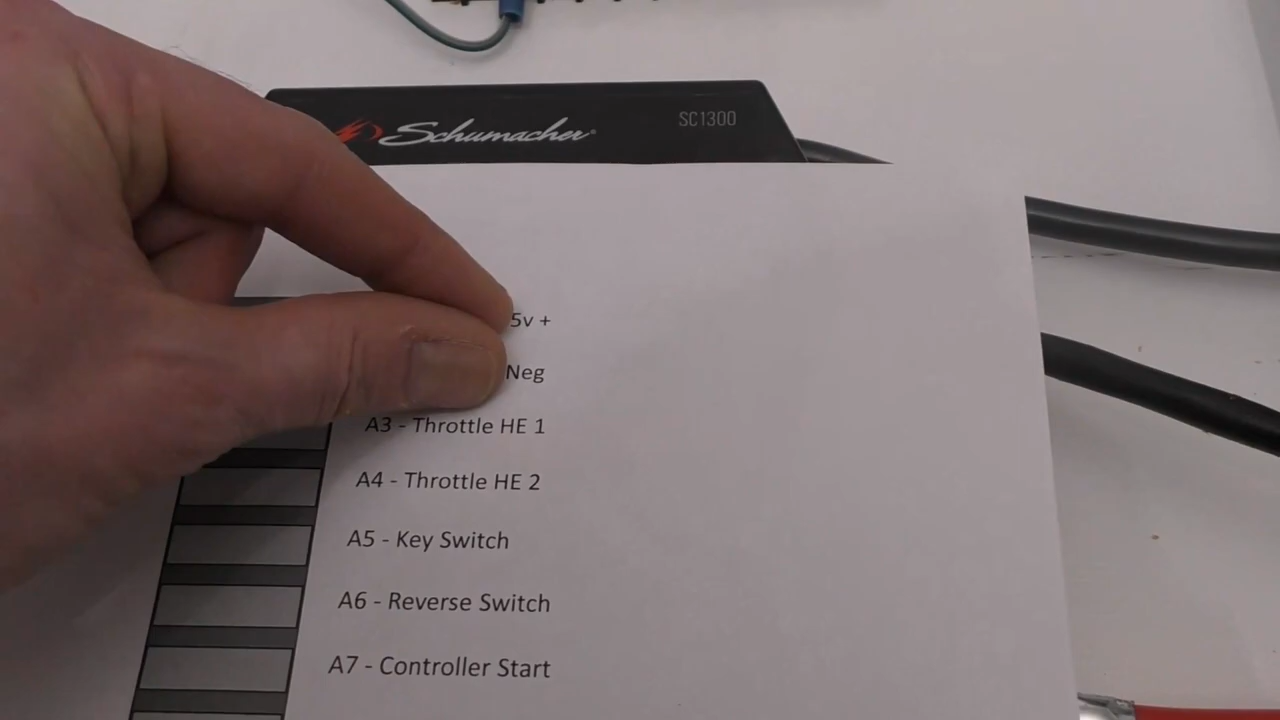 Schumacher®
SC1300
5v +
Neg
A3 - Throttle HE 1
A4 - Throttle HE 2
A5 - Key Switch
A6 - Reverse Switch
A7 - Controller Start